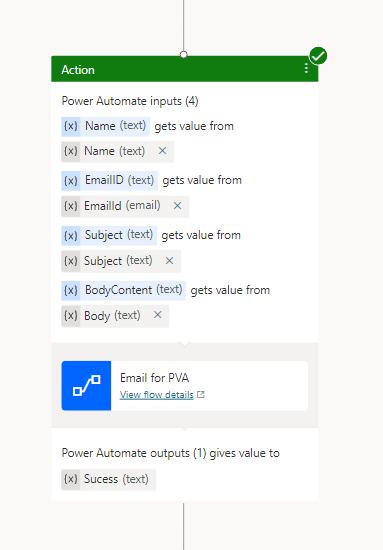 Action
Power Automate inputs (4)
(x) Name (text) gets value from
(x) Name (text) ×
(x) EmailID (text) gets value from
(x) EmailId (email) ×
(x) Subject (text) gets value from
(x) Subject (text) ×
(x) BodyContent (text) gets value from
(x) Body (text) ×
Email for PVA
View flow details
Power Automate outputs (1) gives value to
(x) Sucess (text)